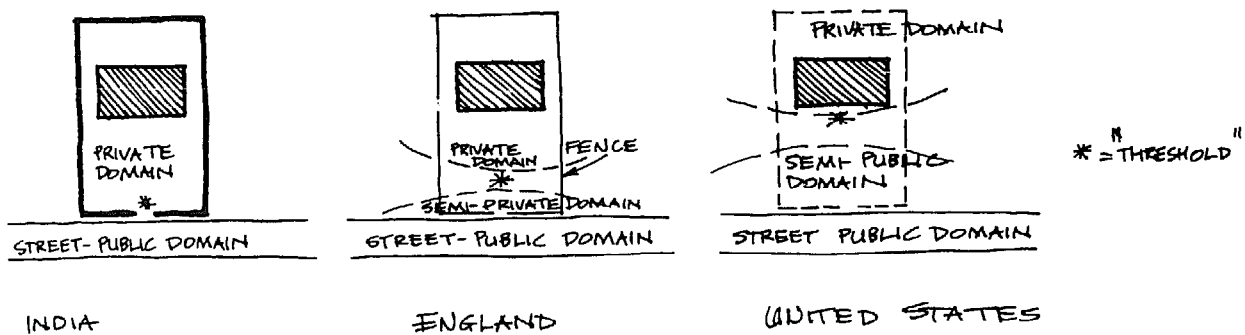 PRIVATE
DOMAIN
*
STREET-PUBLIC DOMAIN
INDIA
PRIVATE
DOMAIN
FENCE
*
SEMI-PRIVATE DOMAIN
STREET-PUBLIC DOMAIN
ENGLAND
PRIVATE DOMAIN
*
SEMI-PUBLIC
DOMAIN
STREET PUBLIC DOMAIN
UNITED STATES
* = "THRESHOLD"